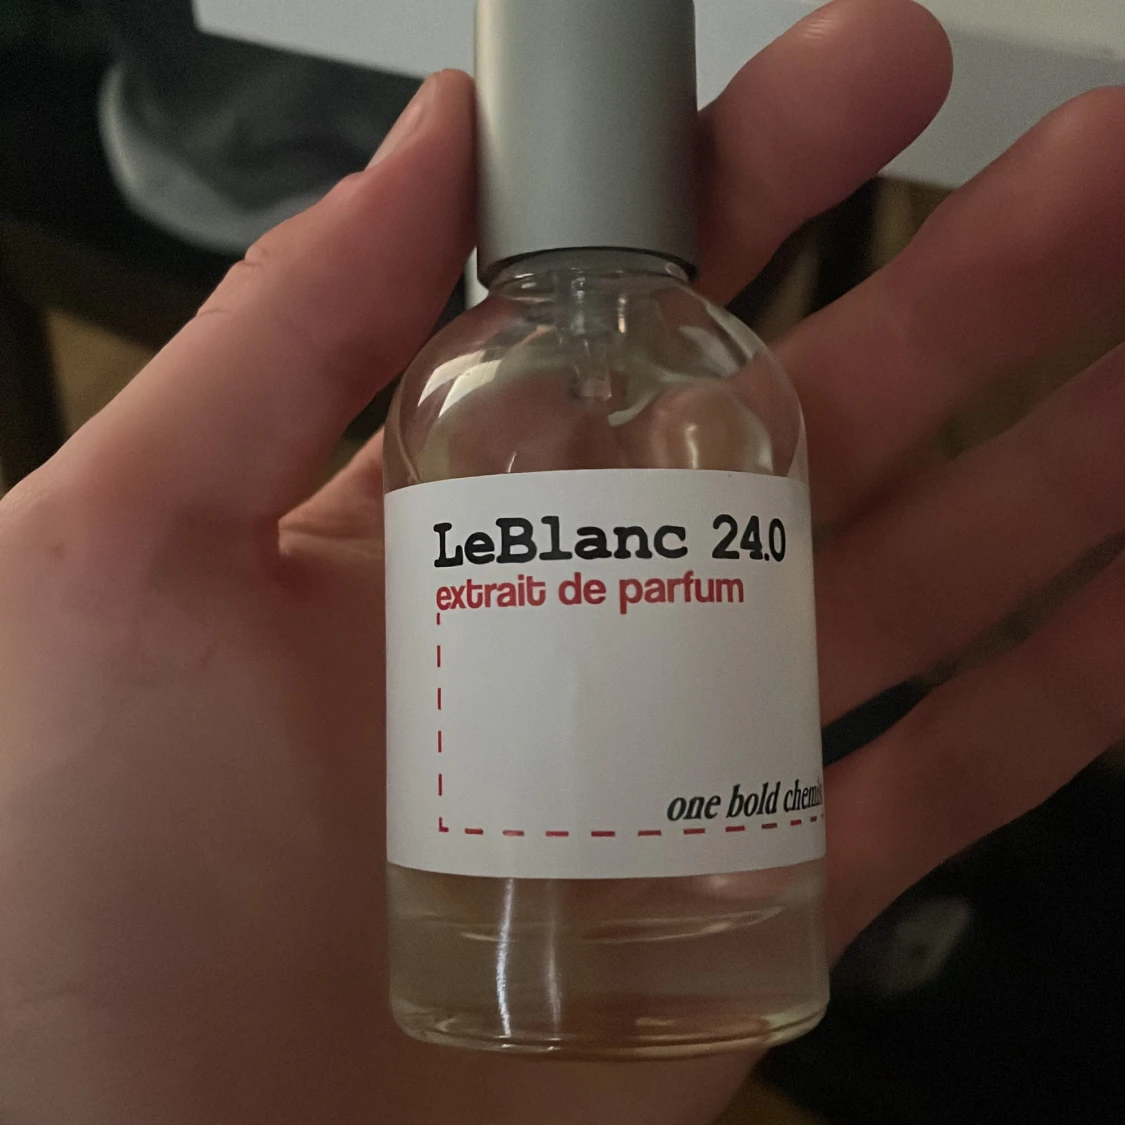 LeBlanc 24.0
extrait de parfum
one bold